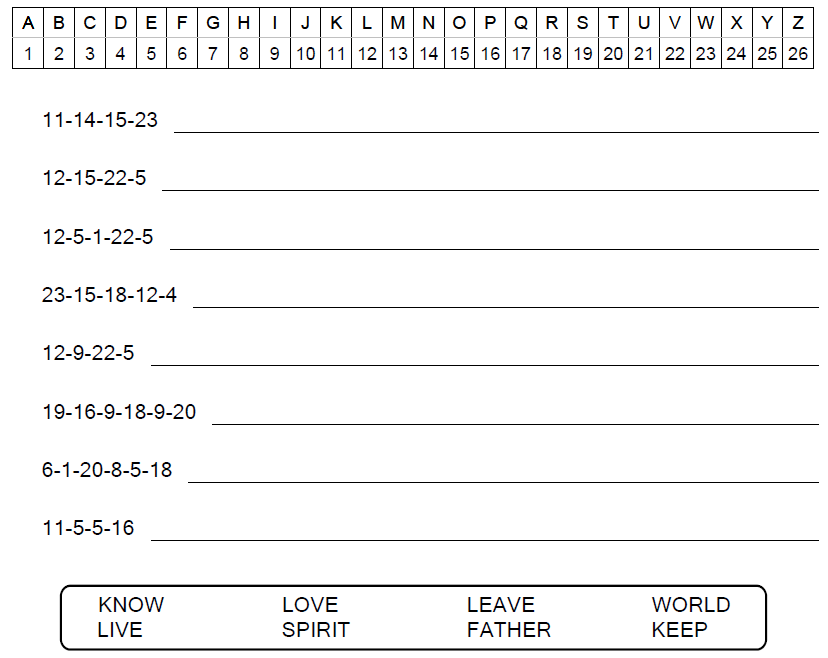 A B C D E F G H I J K L M N O P Q R S T U V W X Y Z
1 2 3 4 5 6 7 8 9 10 11 12 13 14 15 16 17 18 19 20 21 22 23 24 25 26
11-14-15-23
12-15-22-5
12-5-1-22-5
23-15-18-12-4
12-9-22-5
19-16-9-18-9-20
6-1-20-8-5-18
11-5-5-16
KNOW LOVE LEAVE WORLD
LIVE SPIRIT FATHER KEEP